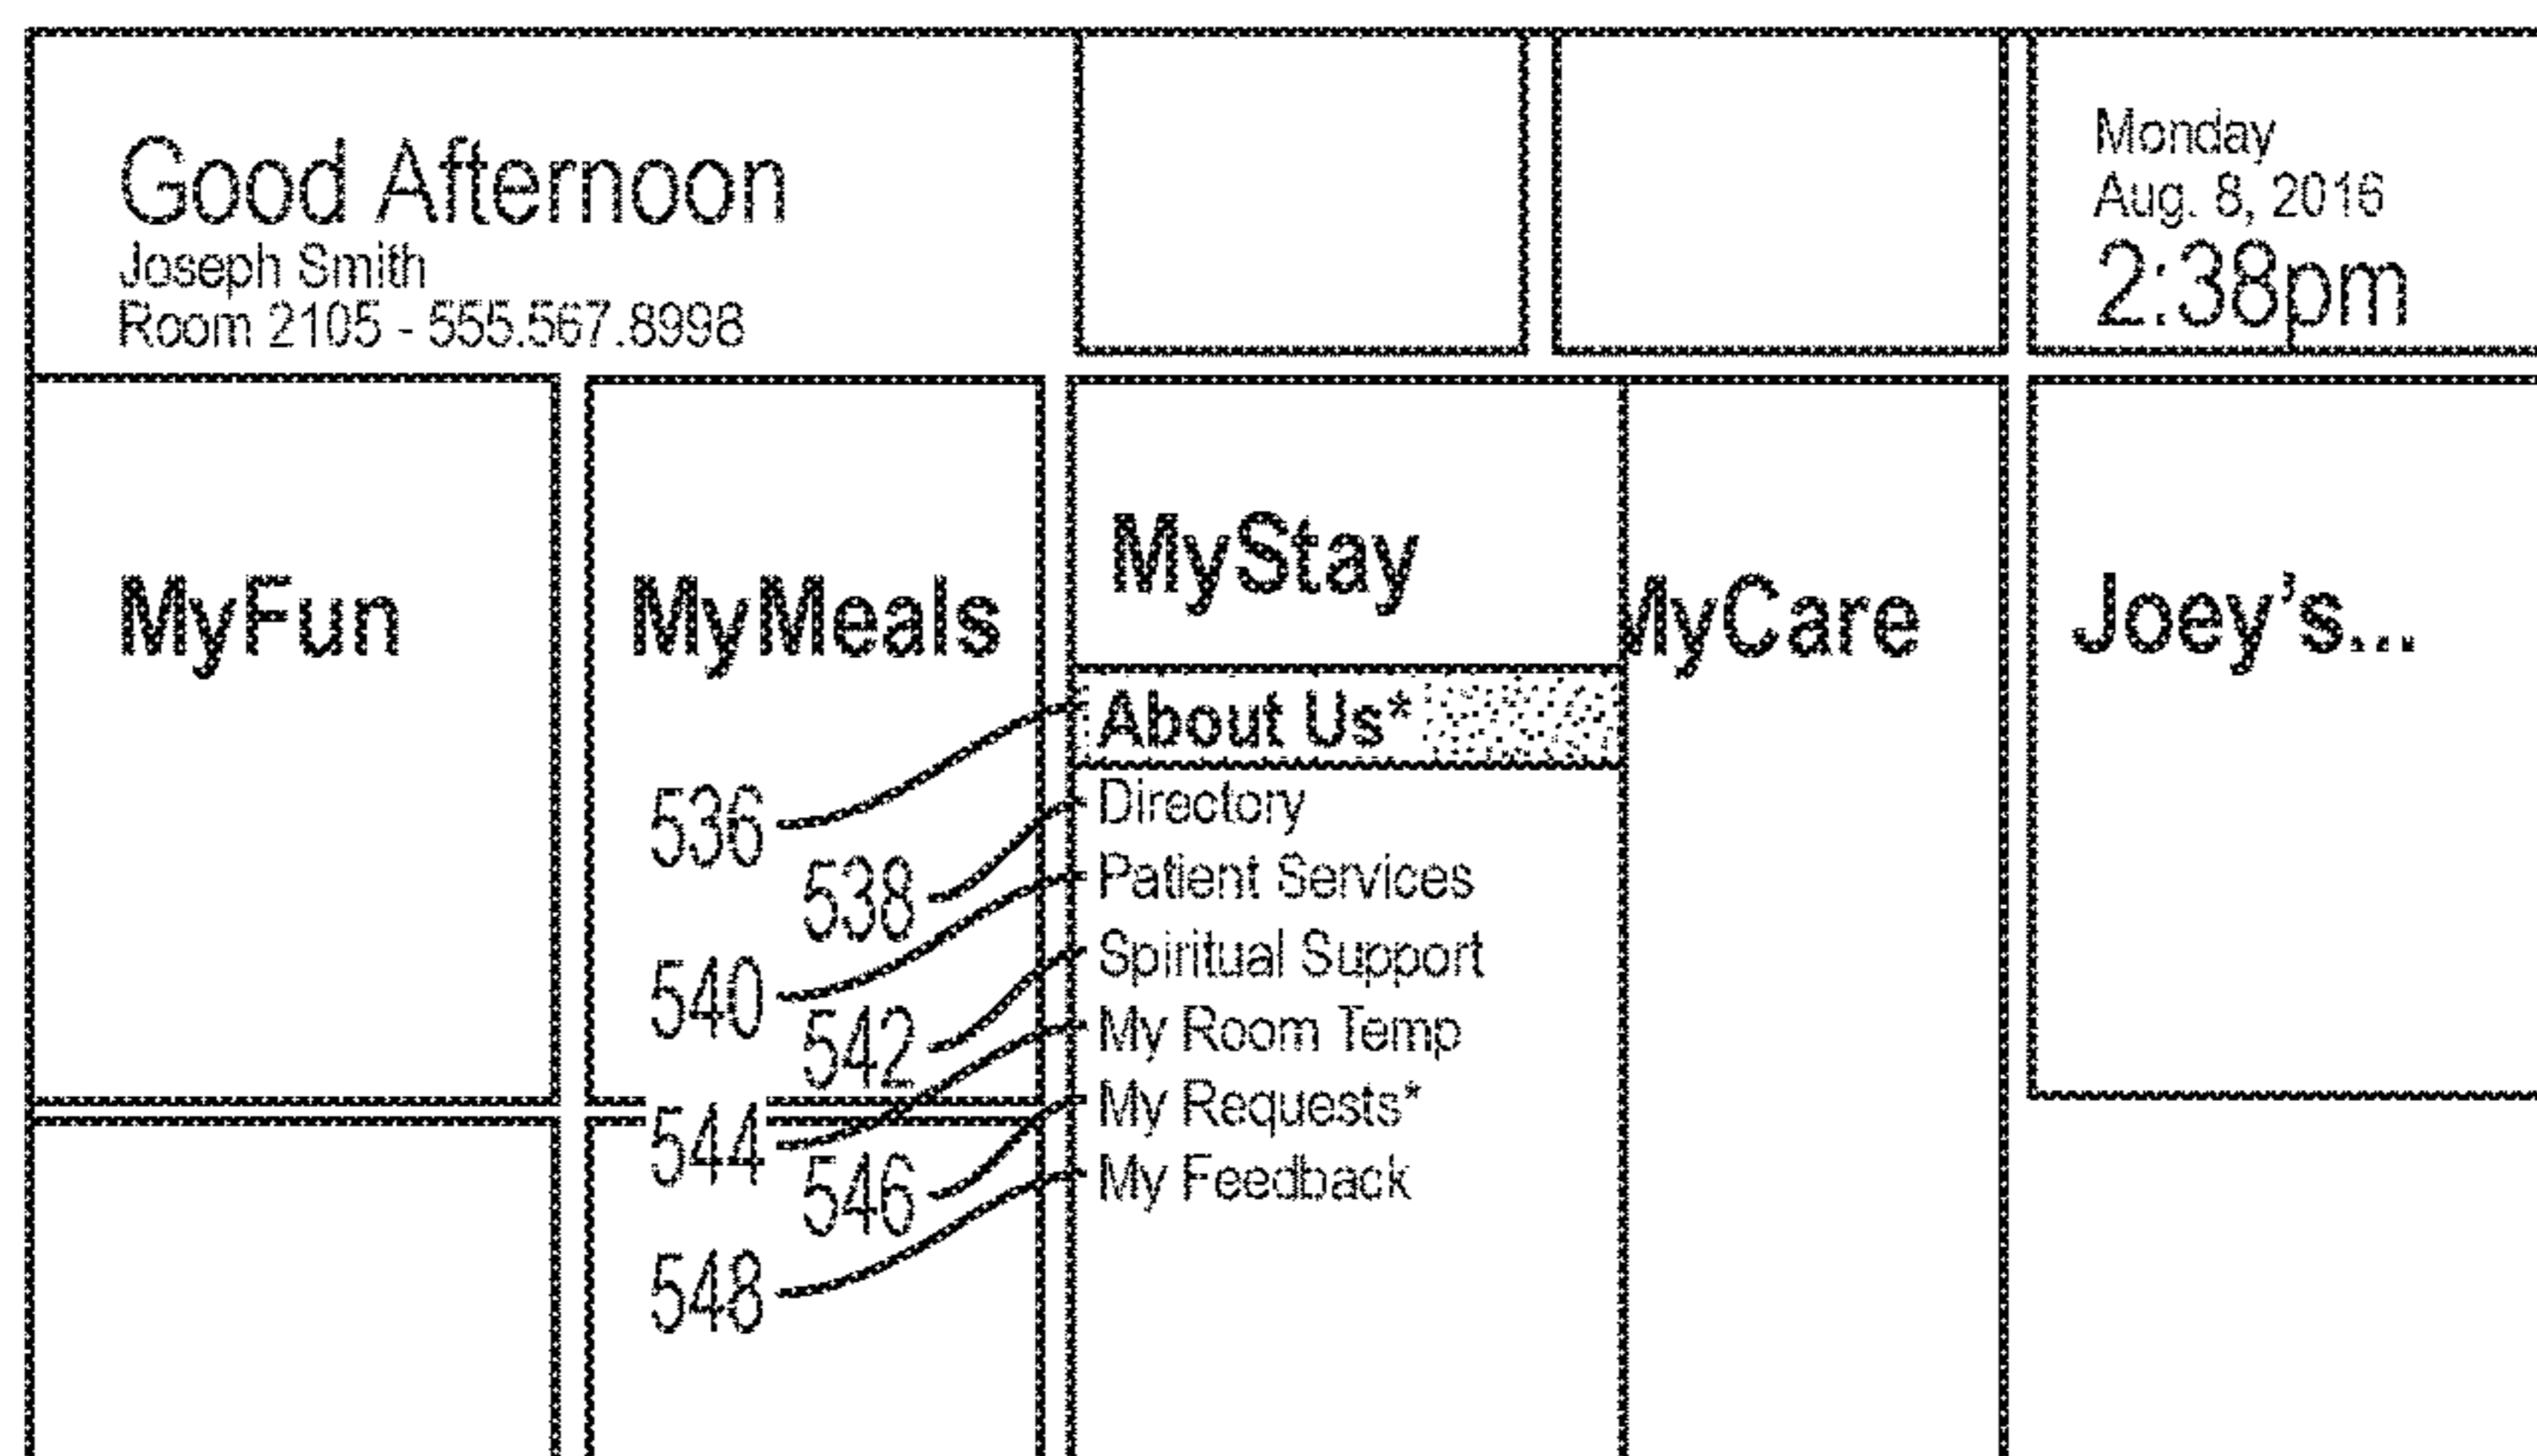 Good Afternoon
Joseph Smith
Room 2105 - 555.567.8998
Monday
Aug. 8, 2016
2:38pm
MyFun
MyMeals
MyStay
MyCare
Joey's...
About Us*
Directory
Patient Services
Spiritual Support
My Room Temp
My Requests*
My Feedback
536
538
540
542
544
546
548